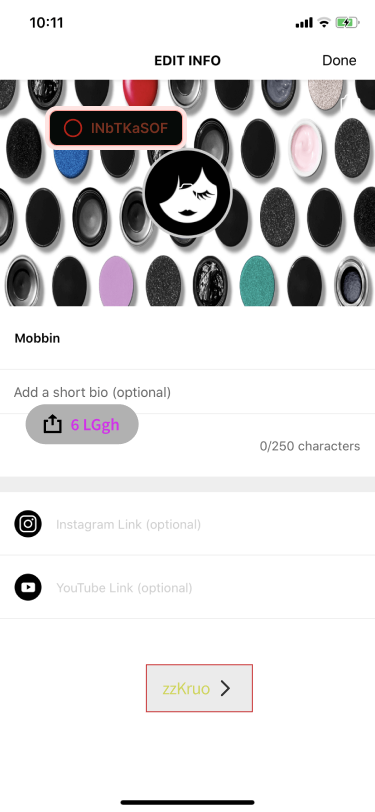 10:11
EDIT INFO
Done
INbTKaSOF
Mobbin
Add a short bio (optional)
6 LGgh
0/250 characters
Instagram Link (optional)
YouTube Link (optional)
zzKruo